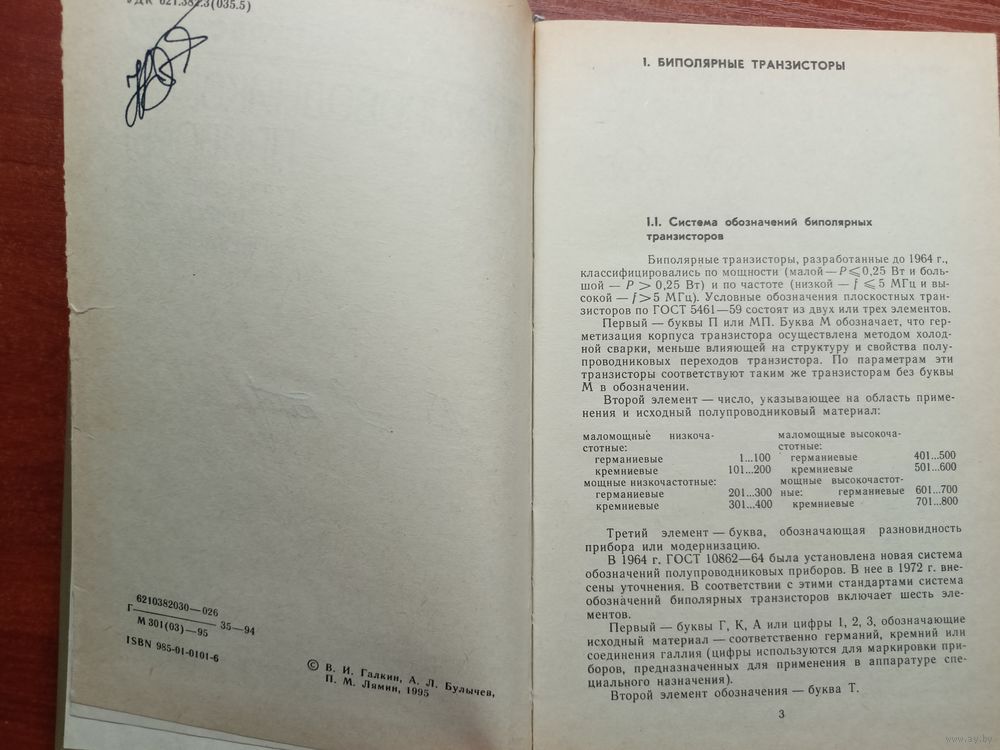 УДК 621.382.3(035.5)
6210382030—026
Г———— 35—94
М 301(03)—95
ISBN 985-01-0101-6
© В. И. Галкин, А. Л. Булычев,
П. М. Лямин, 1995
I. БИПОЛЯРНЫЕ ТРАНЗИСТОРЫ
1.1. Система обозначений биполярных
транзисторов
Биполярные транзисторы, разработанные до 1964 г.,
классифицировались по мощности (малой — P ⩽ 0,25 Вт и боль-
шой — P > 0,25 Вт) и по частоте (низкой — f ⩽ 5 МГц и вы-
сокой — f > 5 МГц). Условные обозначения плоскостных тран-
зисторов по ГОСТ 5461—59 состоят из двух или трех элементов.
Первый — буквы П или МП. Буква М обозначает, что гер-
метизация корпуса транзистора осуществлена методом холод-
ной сварки, меньше влияющей на структуру и свойства полу-
проводниковых переходов транзистора. По параметрам эти
транзисторы соответствуют таким же транзисторам без буквы
М в обозначении.
Второй элемент — число, указывающее на область приме-
нения и исходный полупроводниковый материал:
маломощные низкоча-
стотные:
германиевые 1...100
кремниевые 101...200
мощные низкочастотные:
германиевые 201...300
кремниевые 301...400
маломощные высокоча-
стотные:
германиевые 401...500
кремниевые 501...600
мощные высокочастот-
ные: германиевые 601...700
кремниевые 701...800
Третий элемент — буква, обозначающая разновидность
прибора или модернизацию.
В 1964 г. ГОСТ 10862—64 была установлена новая система
обозначений полупроводниковых приборов. В нее в 1972 г. вне-
сены уточнения. В соответствии с этими стандартами система
обозначений биполярных транзисторов включает шесть эле-
ментов.
Первый — буквы Г, К, А или цифры 1, 2, 3, обозначающие
исходный материал — соответственно германий, кремний или
соединения галлия (цифры используются для маркировки при-
боров, предназначенных для применения в аппаратуре спе-
циального назначения).
Второй элемент обозначения — буква Т.
3
www.ay.by